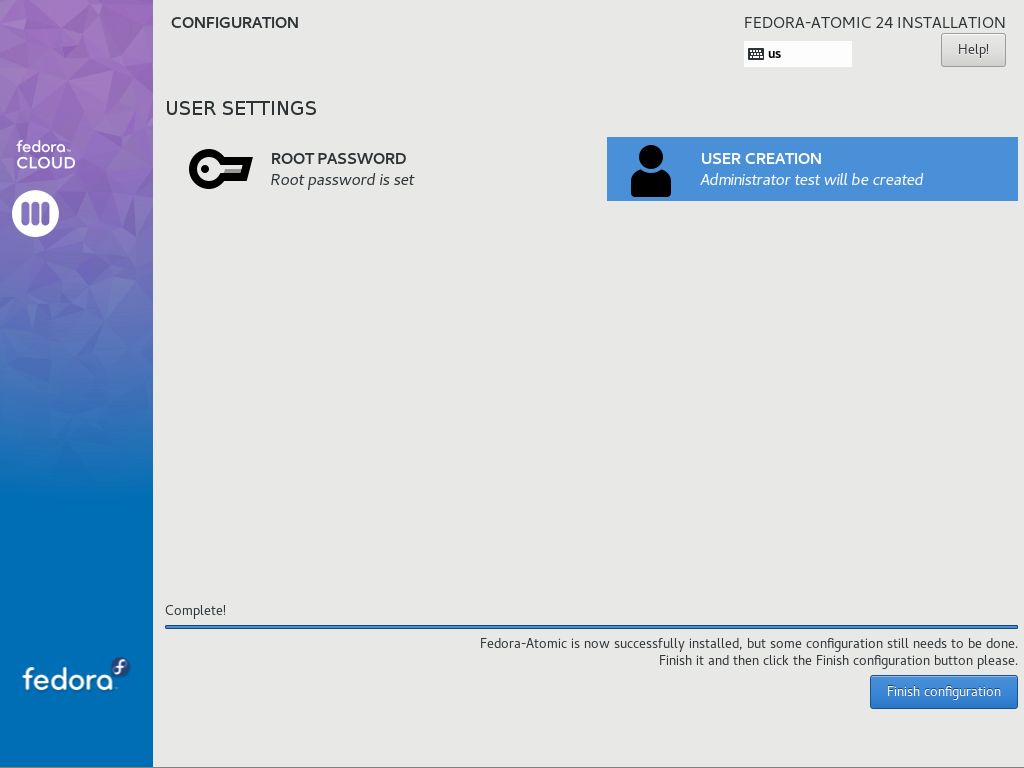 CONFIGURATION
FEDORA-ATOMIC 24 INSTALLATION
us
Help!
fedora™
CLOUD
USER SETTINGS
ROOT PASSWORD
Root password is set
USER CREATION
Administrator test will be created
Complete!
Fedora-Atomic is now successfully installed, but some configuration still needs to be done.
Finish it and then click the Finish configuration button please.
Finish configuration
fedora™